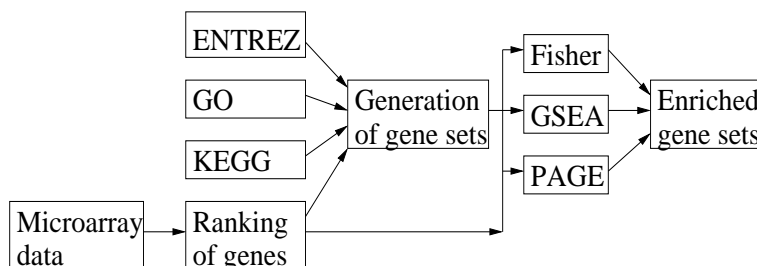 ENTREZ
GO
KEGG
Microarray
data
Ranking
of genes
Generation
of gene sets
Fisher
GSEA
PAGE
Enriched
gene sets